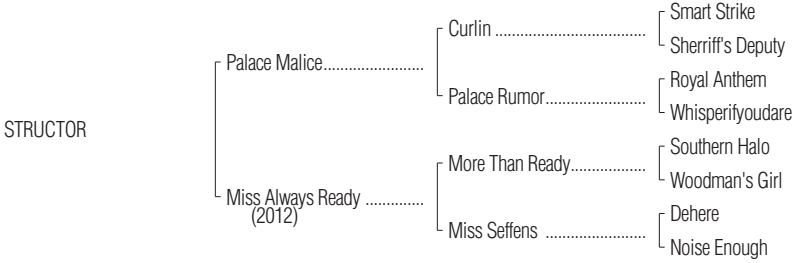 Smart Strike
Curlin ....................................
Sherriff's Deputy
Palace Malice........................
Royal Anthem
Palace Rumor........................
Whisperifyoudare
STRUCTOR
Southern Halo
More Than Ready..................
Woodman's Girl
Miss Always Ready ..............
(2012)
Dehere
Miss Seffens ........................
Noise Enough